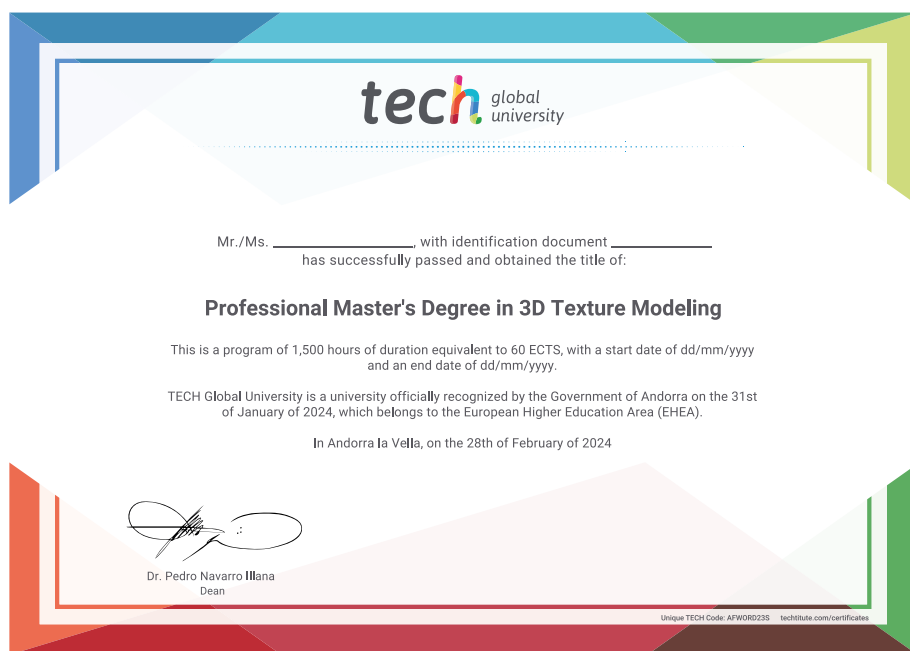 tech global university
Mr./Ms. ____________________, with identification document ______________
has successfully passed and obtained the title of:
Professional Master's Degree in 3D Texture Modeling
This is a program of 1,500 hours of duration equivalent to 60 ECTS, with a start date of dd/mm/yyyy
and an end date of dd/mm/yyyy.
TECH Global University is a university officially recognized by the Government of Andorra on the 31st
of January of 2024, which belongs to the European Higher Education Area (EHEA).
In Andorra la Vella, on the 28th of February of 2024
Dr. Pedro Navarro Illana
Dean
Unique TECH Code: AFWORD23S techtitute.com/certificates